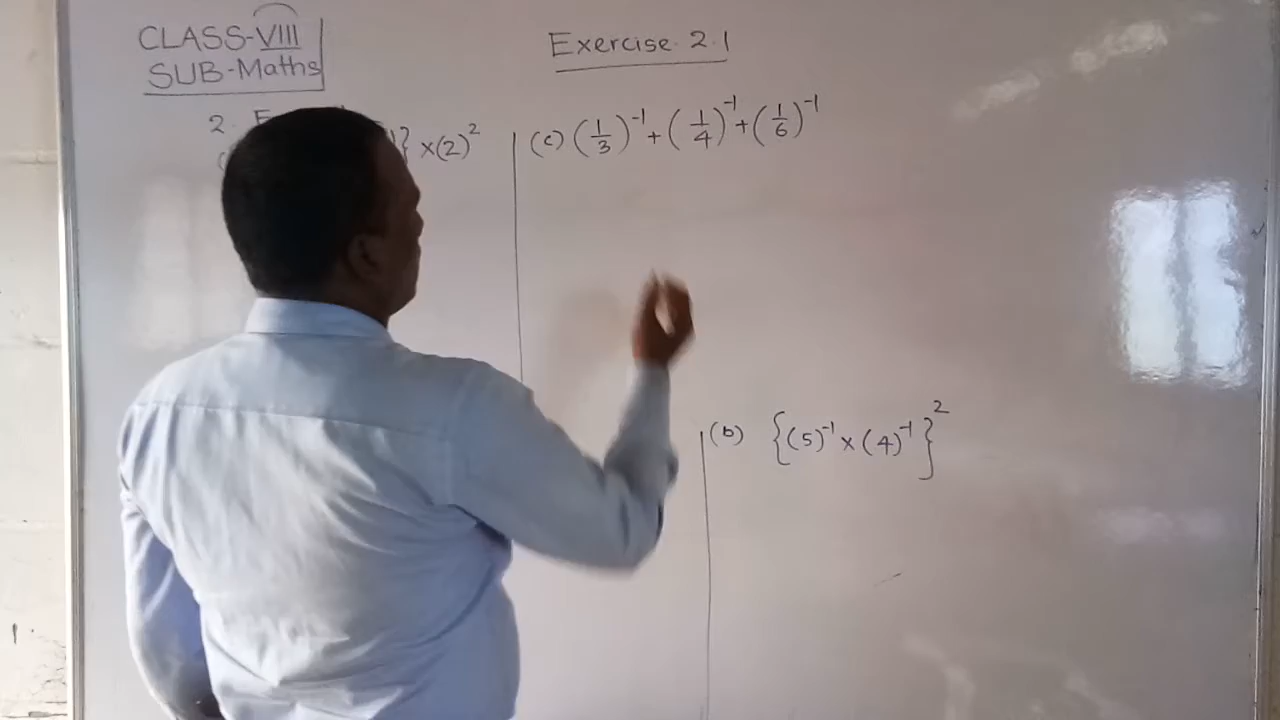 CLASS-VIII
SUB-Maths
Exercise 2.1
2.
} ×(2)²
(c) (1/3)⁻¹+(1/4)⁻¹+(1/6)⁻¹
(b) {(5)⁻¹×(4)⁻¹}²